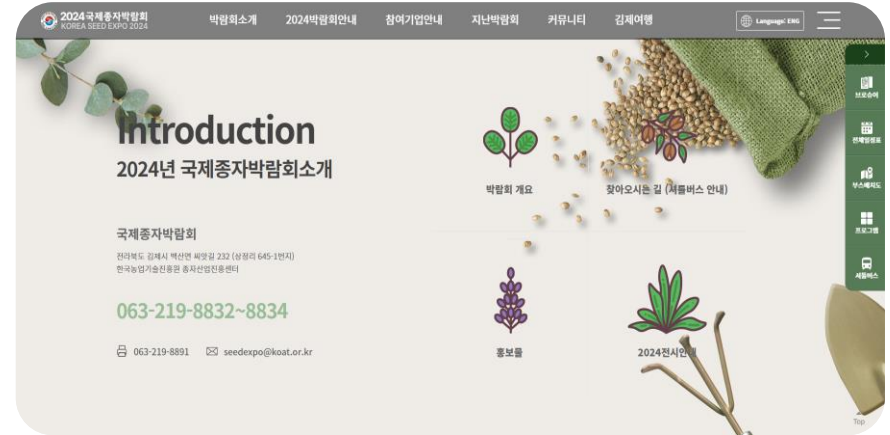 2024국제종자박람회
KOREA SEED EXPO 2024
박람회소개
2024박람회안내
참여기업안내
지난박람회
커뮤니티
김제여행
Language: ENG
브로슈어
전체일정표
부스배치도
프로그램
셔틀버스
Introduction
2024년 국제종자박람회소개
박람회 개요
찾아오시는 길 (셔틀버스 안내)
국제종자박람회
전라북도 김제시 백산면 씨앗길 232 (상정리 645-1번지)
한국농업기술진흥원 종자산업진흥센터
063-219-8832~8834
063-219-8891
seedexpo@koat.or.kr
홍보물
2024전시안내
Top